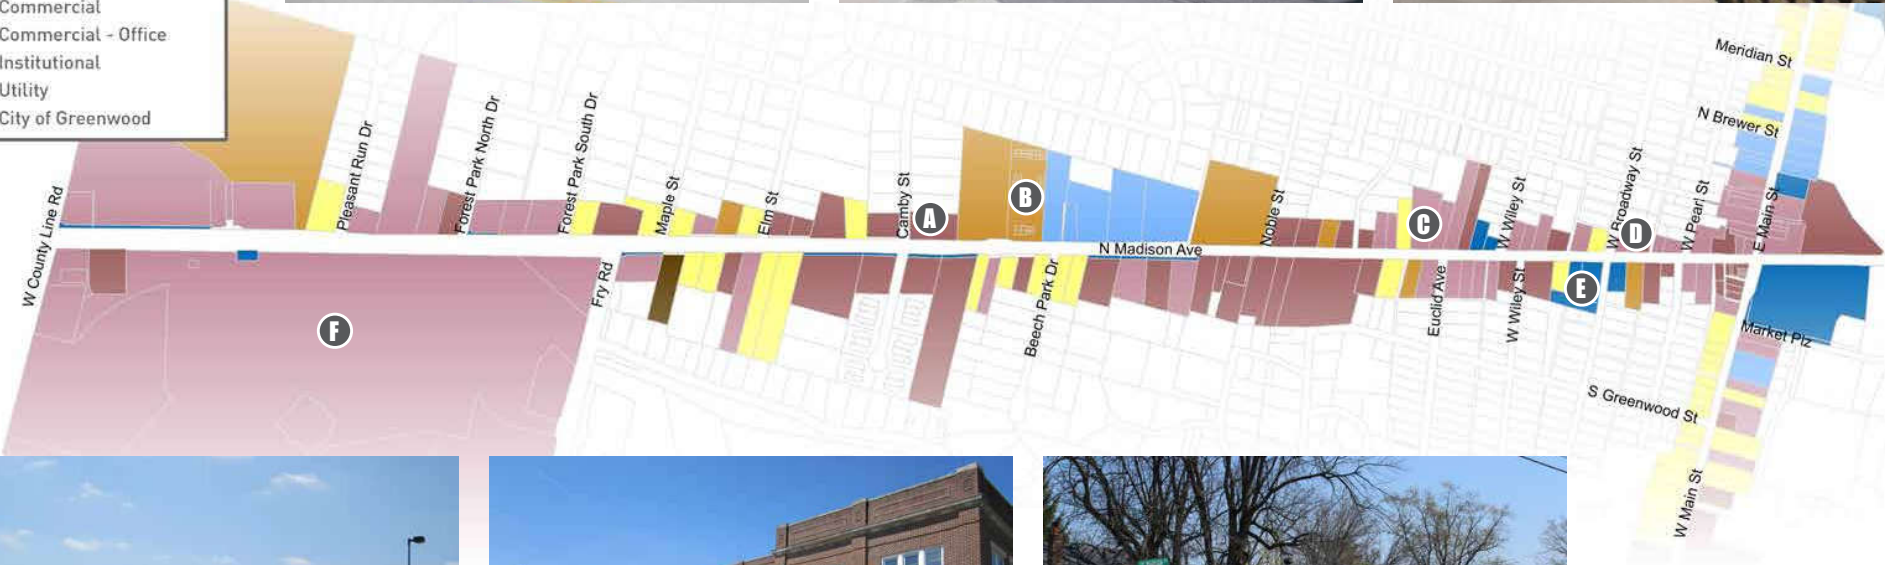 Commercial
Commercial - Office
Institutional
Utility
City of Greenwood
W County Line Rd
Pleasant Run Dr
Forest Park North Dr
Forest Park South Dr
Fry Rd
Maple St
Elm St
Camby St
A
B
Beech Park Dr
N Madison Ave
Noble St
C
Euclid Ave
W Wiley St
W Wiley St
E
W Roadway St
D
W Pearl St
Meridian St
N Brewer St
E Main St
Market Plz
S Greenwood St
W Main St
F